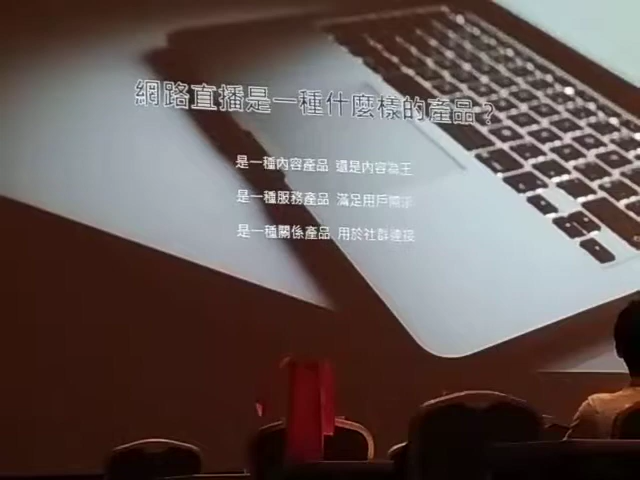 網路直播是一種什麼樣的產品？
是一種內容產品 還是內容為王
是一種服務產品 滿足用戶需求
是一種關係產品 用於社群連接